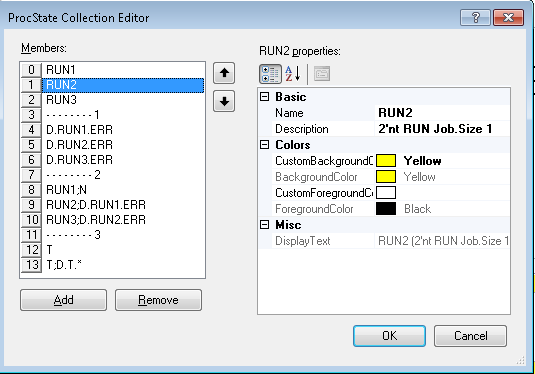 ProcState Collection Editor
Members:
0 RUN1
1 RUN2
2 RUN3
3 --------1
4 D.RUN1.ERR
5 D.RUN2.ERR
6 D.RUN3.ERR
7 --------2
8 RUN1;N
9 RUN2;D.RUN1.ERR
10 RUN3;D.RUN2.ERR
11 --------3
12 T
13 T;D.T.*
Add Remove
RUN2 properties:
Basic
Name RUN2
Description 2'nt RUN Job.Size 1
Colors
CustomBackgroundC Yellow
BackgroundColor Yellow
CustomForegroundC
ForegroundColor Black
Misc
DisplayText RUN2 (2'nt RUN Job.Size 1
OK Cancel